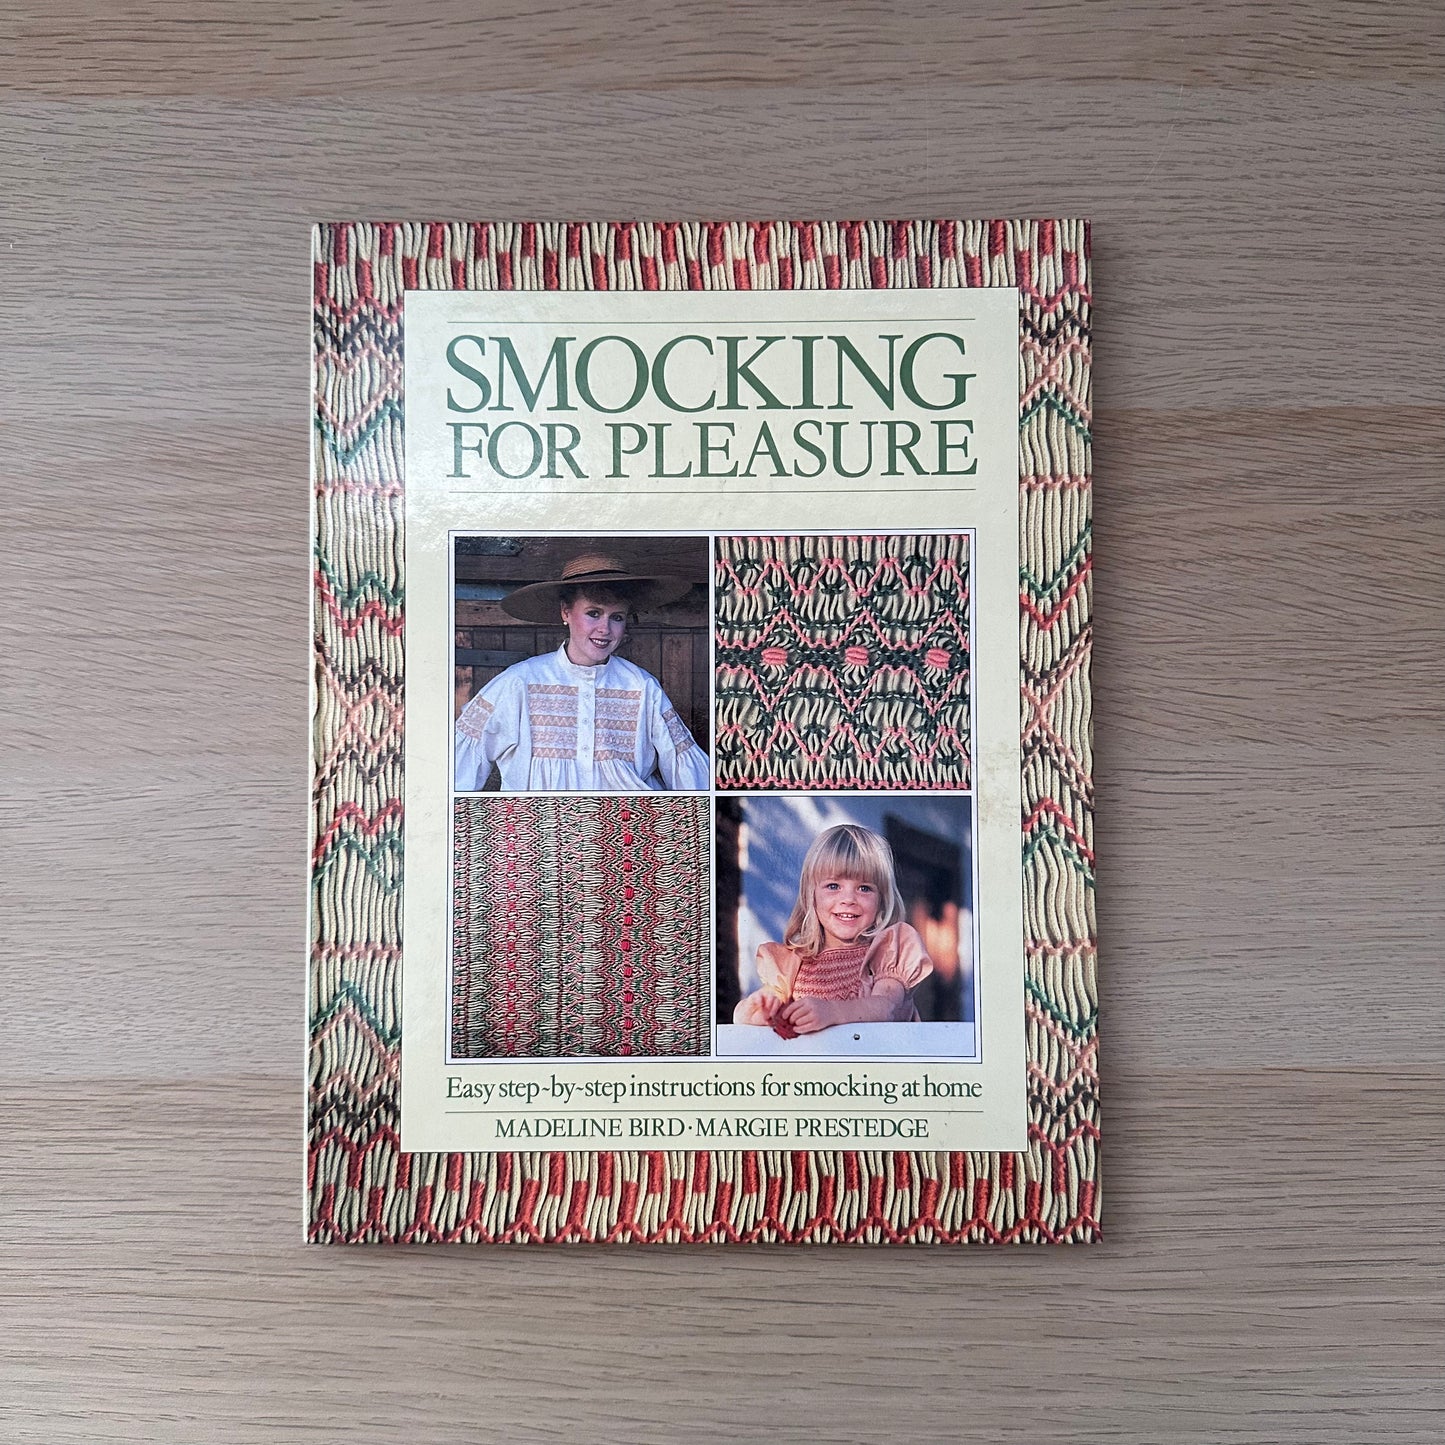 SMOCKING
FOR PLEASURE
Easy step~by~step instructions for smocking at home
MADELINE BIRD·MARGIE PRESTEDGE